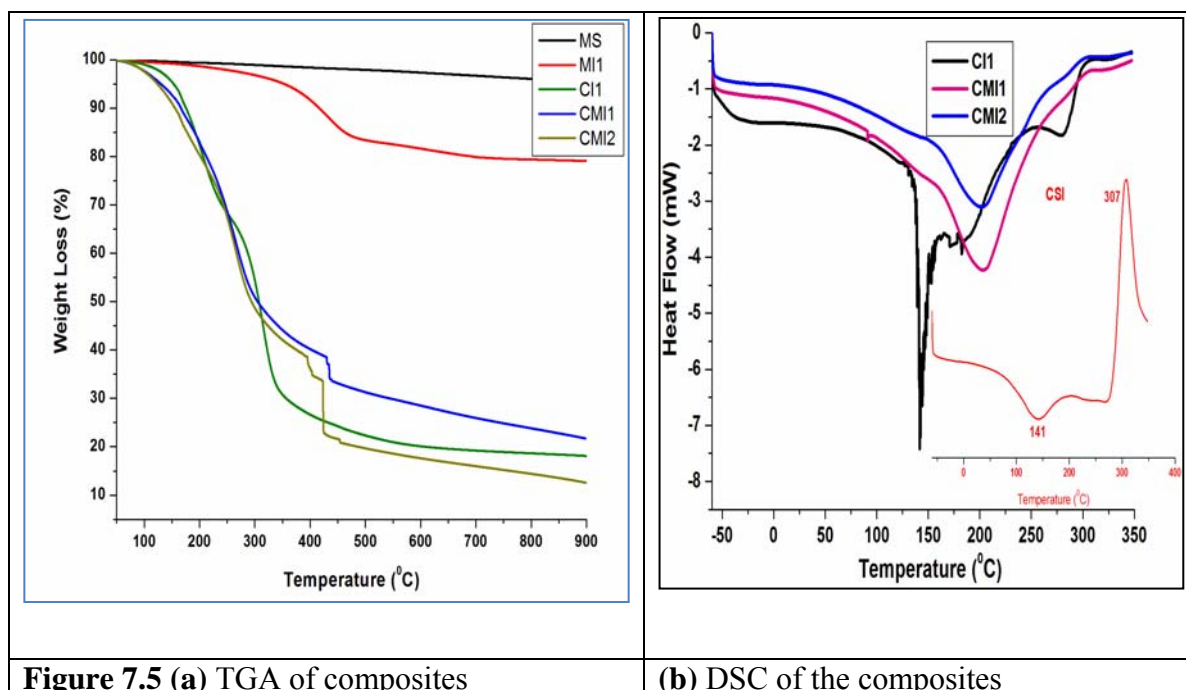 100
90
80
70
60
50
40
30
20
10
Weight Loss (%)
MS
MI1
CI1
CMI1
CMI2
100 200 300 400 500 600 700 800 900
Temperature (⁰C)
0
-1
-2
-3
-4
-5
-6
-7
-8
Heat Flow (mW)
CI1
CMI1
CMI2
CSI
307
141
0 100 200 300 400
Temperature (⁰C)
-50 0 50 100 150 200 250 300 350
Temperature (⁰C)
Figure 7.5 (a) TGA of composites
(b) DSC of the composites